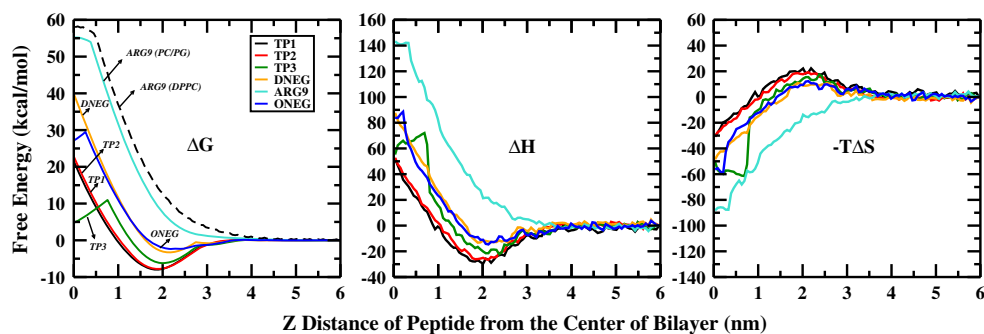 Free Energy (kcal/mol)
60
50
40
30
20
10
0
-10
0 1 2 3 4 5 6
ARG9 (PC/PG)
ARG9 (DPPC)
DNEG
TP2
TP1
TP3
ONEG
ΔG
TP1
TP2
TP3
DNEG
ARG9
ONEG
160
140
120
100
80
60
40
20
0
-20
-40
0 1 2 3 4 5 6
ΔH
60
40
20
0
-20
-40
-60
-80
-100
-120
-140
0 1 2 3 4 5 6
-TΔS
Z Distance of Peptide from the Center of Bilayer (nm)